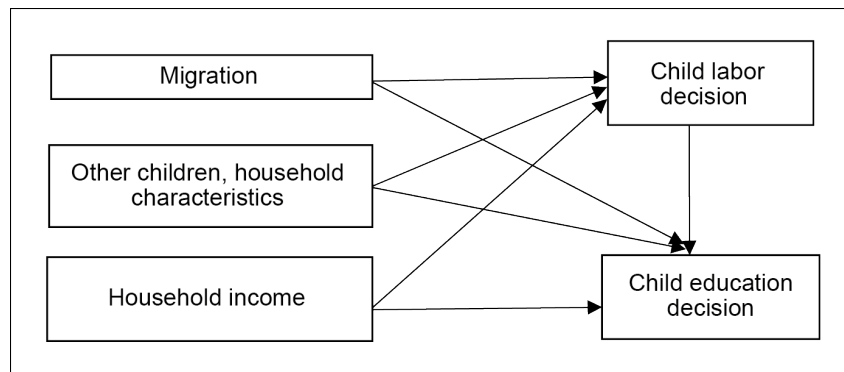 Migration
Other children, household
characteristics
Household income
Child labor
decision
Child education
decision